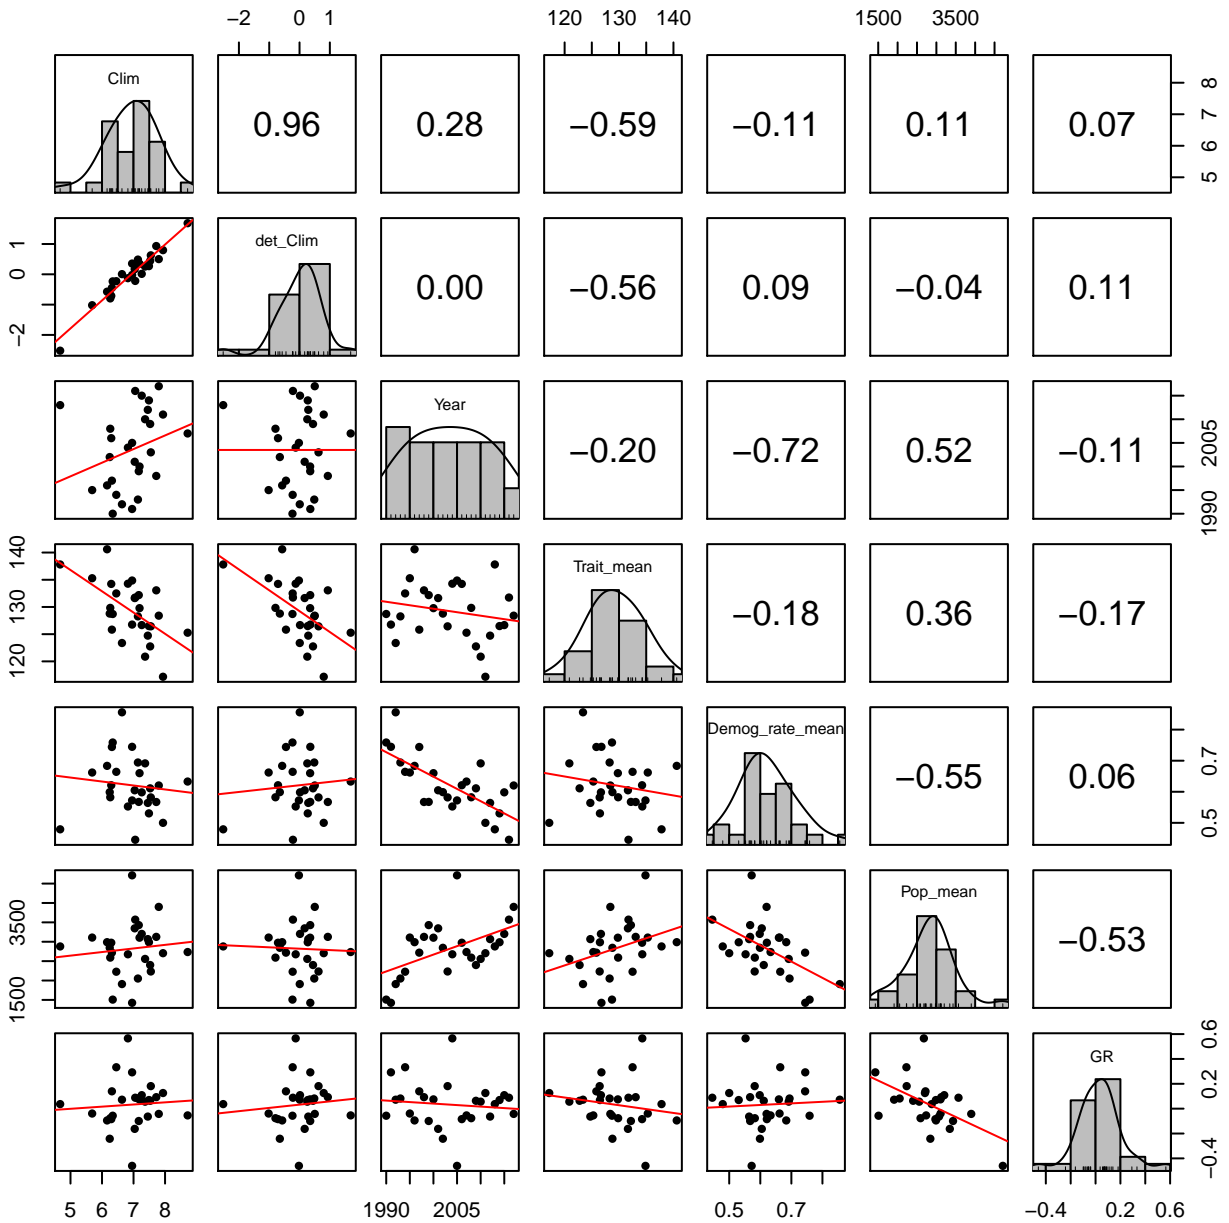 −2 0 1 120 130 140 1500 3500
Clim 0.96 0.28 −0.59 −0.11 0.11 0.07
5 6 7 8
−2 0 1
det_Clim 0.00 −0.56 0.09 −0.04 0.11
Year −0.20 −0.72 0.52 −0.11
1990 2005
120 130 140
Trait_mean −0.18 0.36 −0.17
Demog_rate_mean −0.55 0.06
0.5 0.7
1500 3500
Pop_mean −0.53
GR
−0.4 0.2 0.6
5 6 7 8 1990 2005 0.5 0.7 −0.4 0.2 0.6